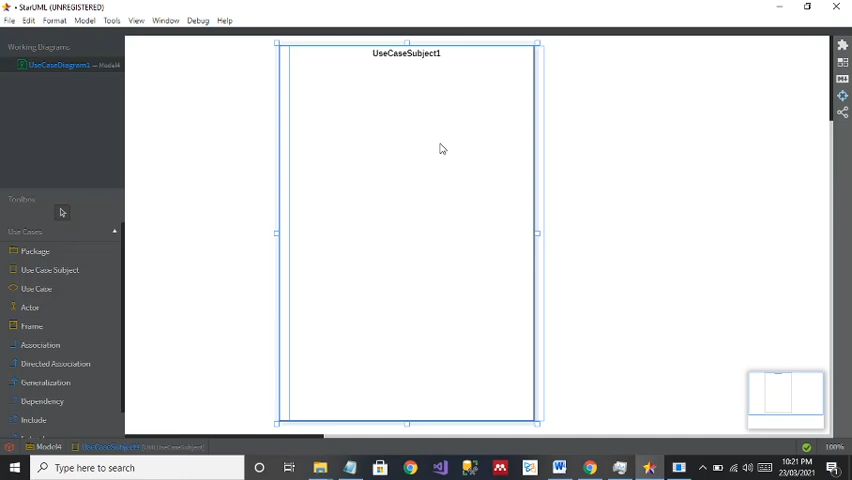 • StarUML (UNREGISTERED)
File Edit Format Model Tools View Window Debug Help
Working Diagrams
UseCaseDiagram1 — Model4
UseCaseSubject1
Toolbox
Use Cases
Package
Use Case Subject
Use Case
Actor
Frame
Association
Directed Association
Generalization
Dependency
Include
Model4
100%
Type here to search
10:21 PM
23/03/2021